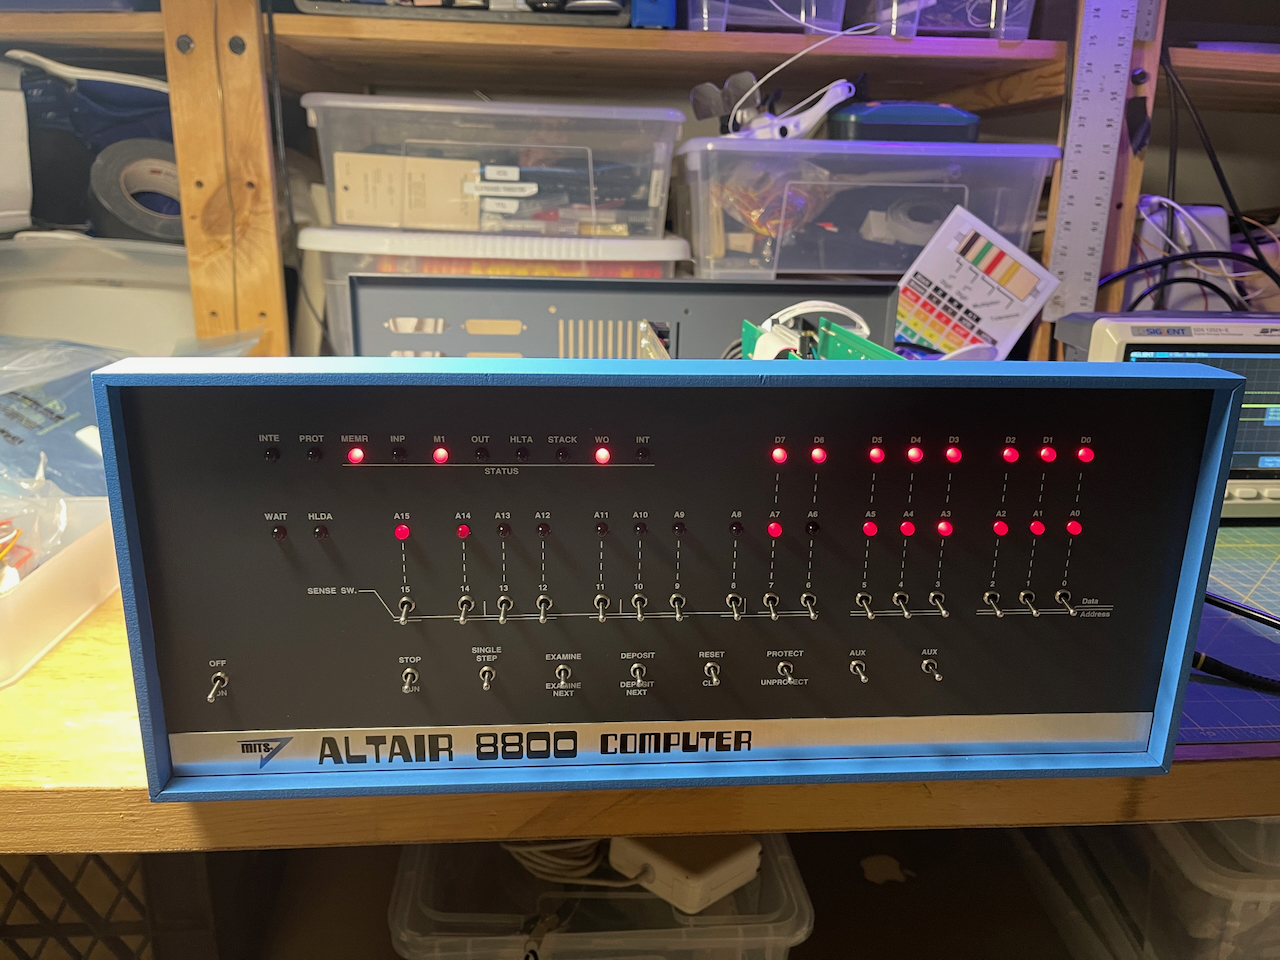 SIGLENT
INTE PROT MEMR INP M1 OUT HLTA STACK WO INT
D7 D6 D5 D4 D3 D2 D1 D0
STATUS
WAIT HLDA A15 A14 A13 A12 A11 A10 A9 A8 A7 A6 A5 A4 A3 A2 A1 A0
SENSE SW. 15 14 13 12 11 10 9 8 7 6 5 4 3 2 1 0
Data
Address
OFF
ON
STOP
RUN
SINGLE
STEP
EXAMINE
EXAMINE
NEXT
DEPOSIT
DEPOSIT
NEXT
RESET
CLR
PROTECT
UNPROTECT
AUX
AUX
MITS ALTAIR 8800 COMPUTER